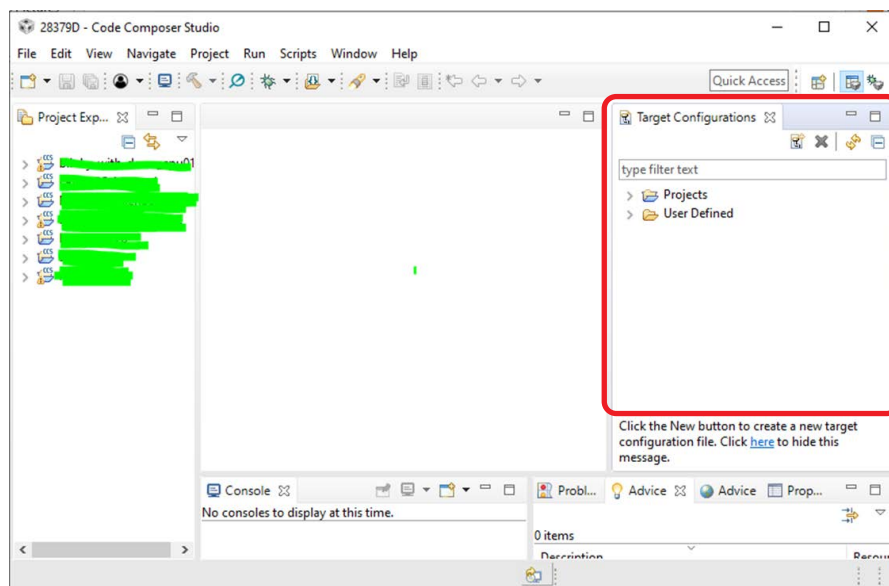 28379D - Code Composer Studio
File Edit View Navigate Project Run Scripts Window Help
Quick Access
Project Exp...
Target Configurations
type filter text
Projects
User Defined
Click the New button to create a new target
configuration file. Click here to hide this
message.
Console
No consoles to display at this time.
Probl... Advice Advice Prop...
0 items
Description Resour